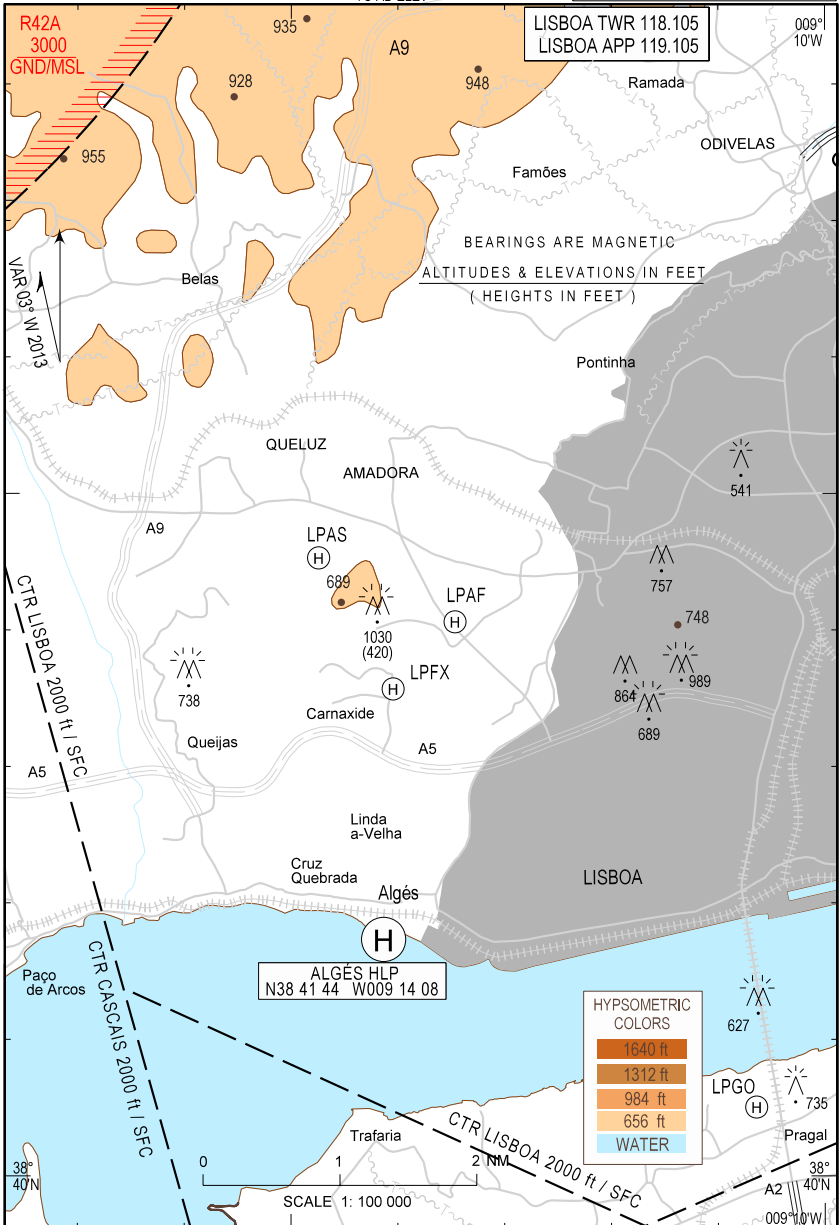 R42A
3000
GND/MSL
935
A9
LISBOA TWR 118.105
LISBOA APP 119.105
009°
10'W
928
948
Ramada
955
ODIVELAS
Famões
BEARINGS ARE MAGNETIC
ALTITUDES & ELEVATIONS IN FEET
( HEIGHTS IN FEET )
VAR 03° W 2013
Belas
Pontinha
QUELUZ
AMADORA
541
A9
LPAS
757
689
LPAF
748
1030
(420)
CTR LISBOA 2000 ft / SFC
LPFX
738
864
989
689
Carnaxide
Queijas
A5
A5
Linda
a-Velha
Cruz
Quebrada
Algés
LISBOA
H
H
H
H
ALGÉS HLP
N38 41 44 W009 14 08
Paço
de Arcos
CTR CASCAIS 2000 ft / SFC
HYPSOMETRIC
COLORS
1640 ft
1312 ft
984 ft
656 ft
WATER
627
LPGO
H
735
Trafaria
CTR LISBOA 2000 ft / SFC
Pragal
38°
40'N
0 1 2 NM
SCALE 1: 100 000
38°
40'N
A2
009°10'W